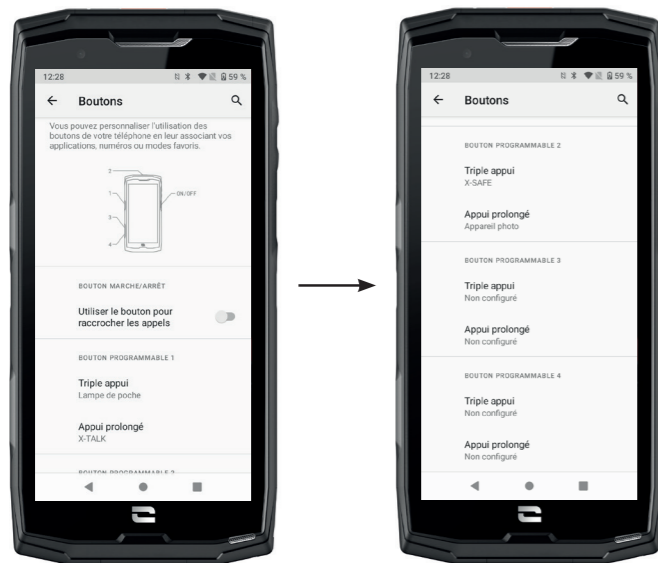 12:28
59 %
Boutons
Vous pouvez personnaliser l'utilisation des
boutons de votre téléphone en leur associant vos
applications, numéros ou modes favoris.
2
1
ON/OFF
3
4
BOUTON MARCHE/ARRÊT
Utiliser le bouton pour
raccrocher les appels
BOUTON PROGRAMMABLE 1
Triple appui
Lampe de poche
Appui prolongé
X-TALK
BOUTON PROGRAMMABLE 2
12:28
59 %
Boutons
BOUTON PROGRAMMABLE 2
Triple appui
X-SAFE
Appui prolongé
Appareil photo
BOUTON PROGRAMMABLE 3
Triple appui
Non configuré
Appui prolongé
Non configuré
BOUTON PROGRAMMABLE 4
Triple appui
Non configuré
Appui prolongé
Non configuré